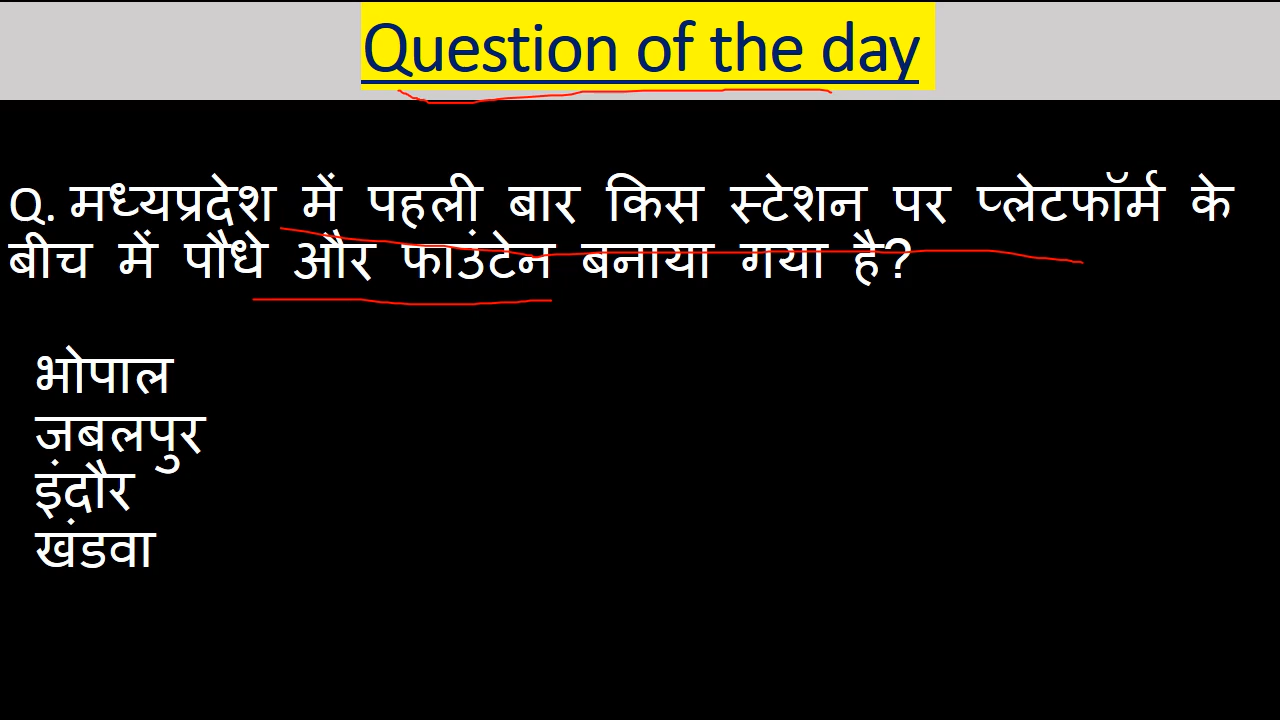 Question of the day
Q. मध्यप्रदेश में पहली बार किस स्टेशन पर प्लेटफॉर्म के
बीच में पौधे और फाउंटेन बनाया गया है?
भोपाल
जबलपुर
इंदौर
खंडवा